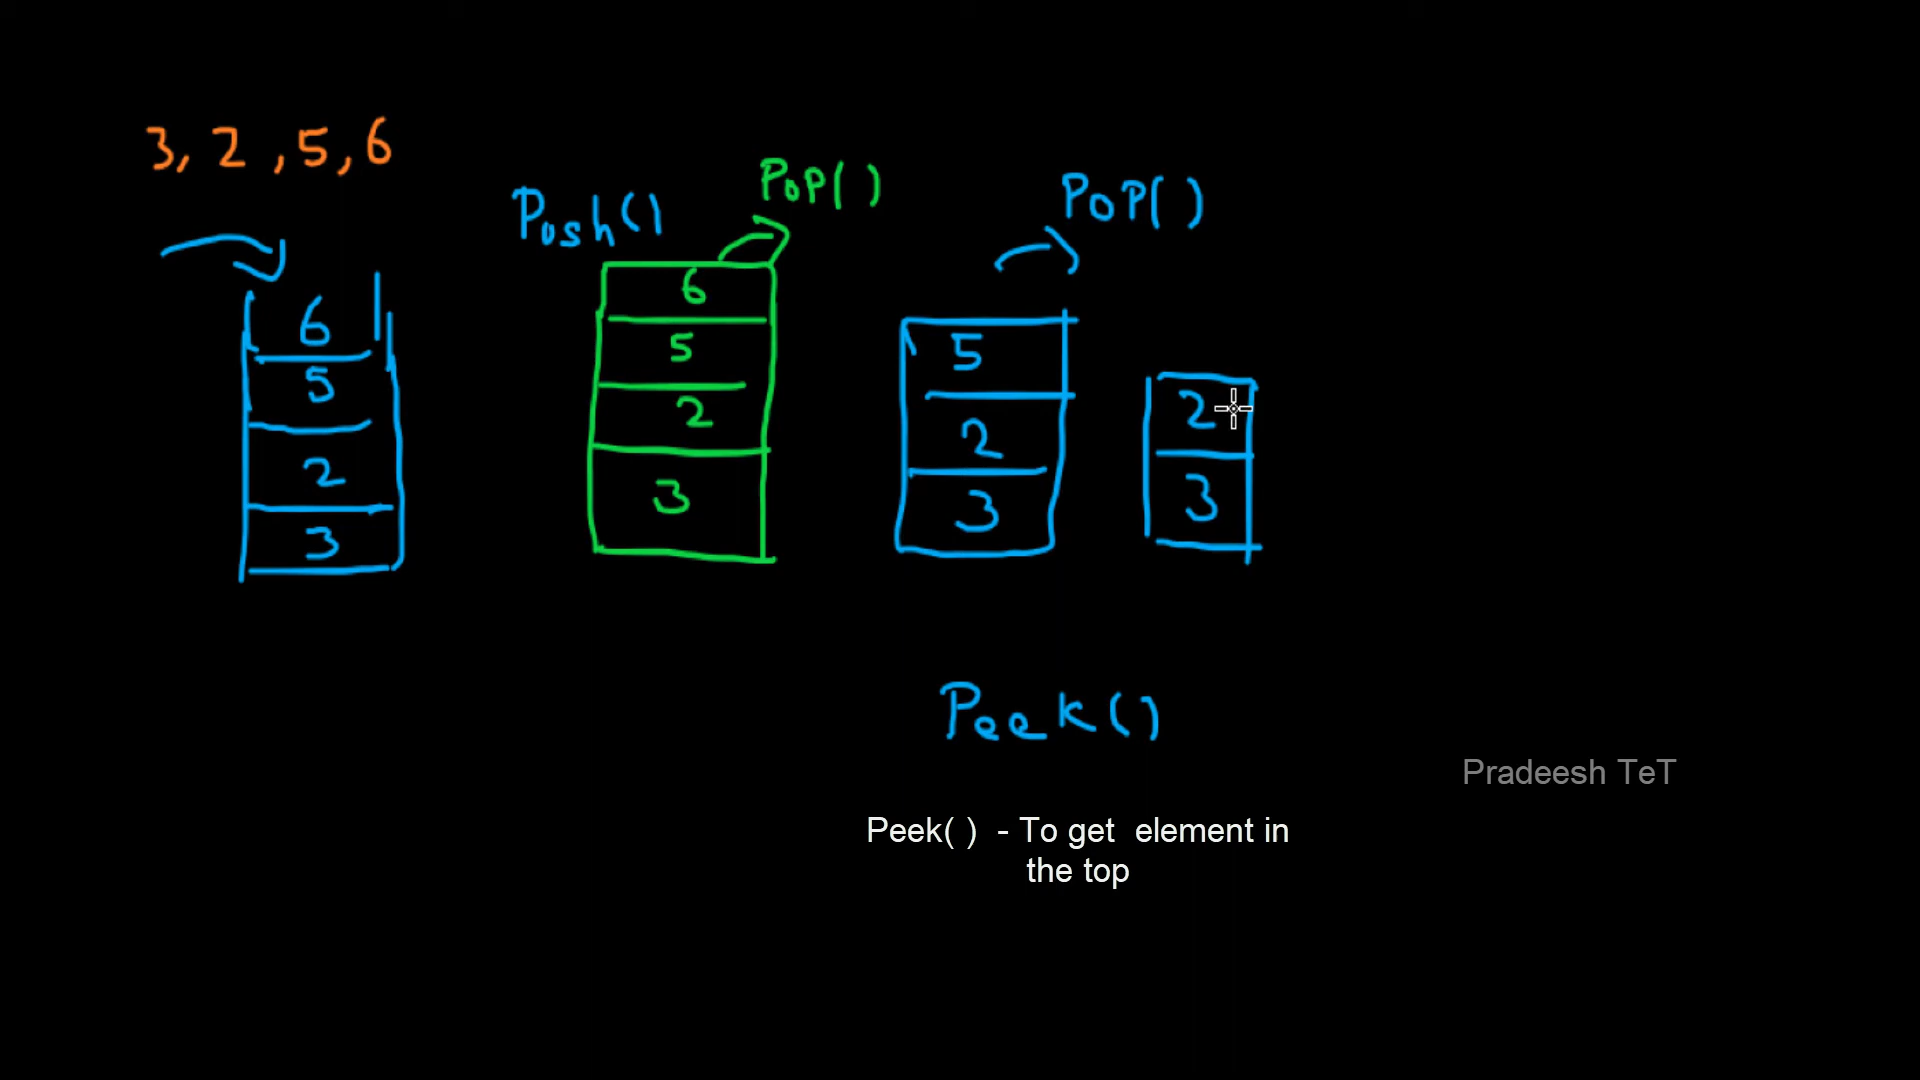 3, 2 , 5, 6
Push()
Pop()
PoP()
6
5
2
3
6
5
2
3
5
2
3
2
3
Peek()
Pradeesh TeT
Peek( ) - To get element in
the top